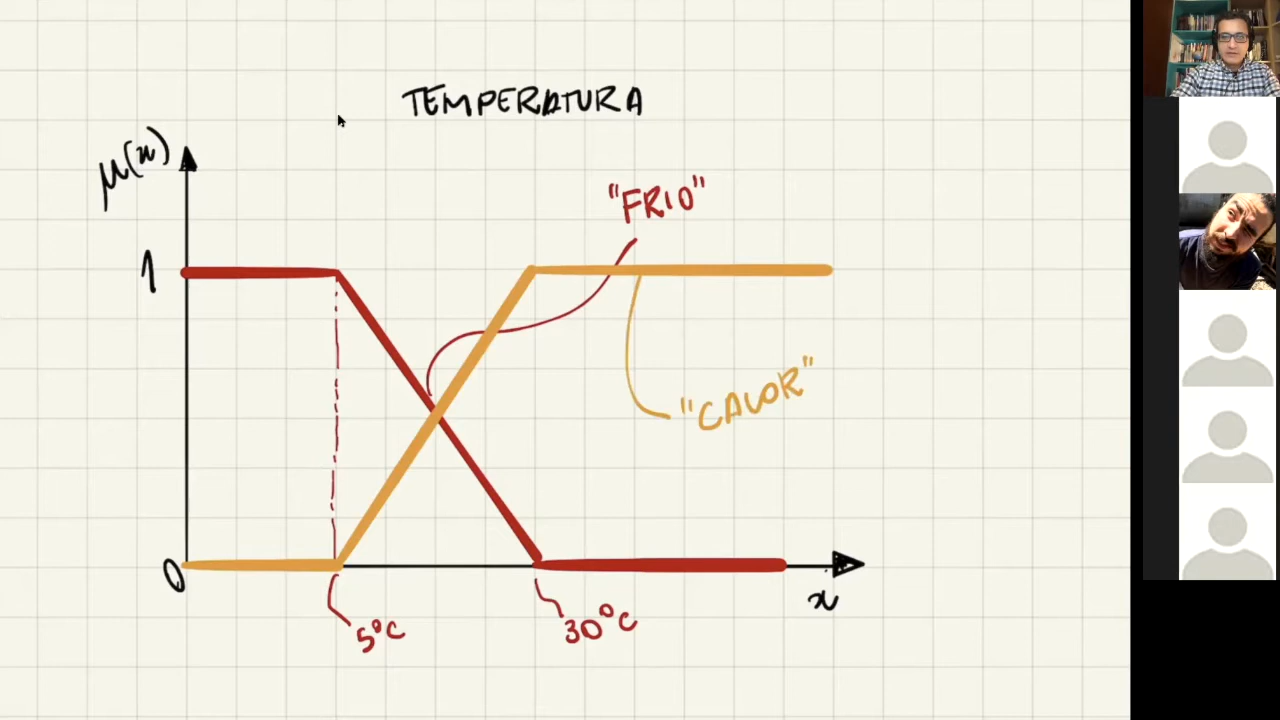 TEMPERATURA
μ(x)
"FRIO"
1
"CALOR"
0
x
5°C
30°C